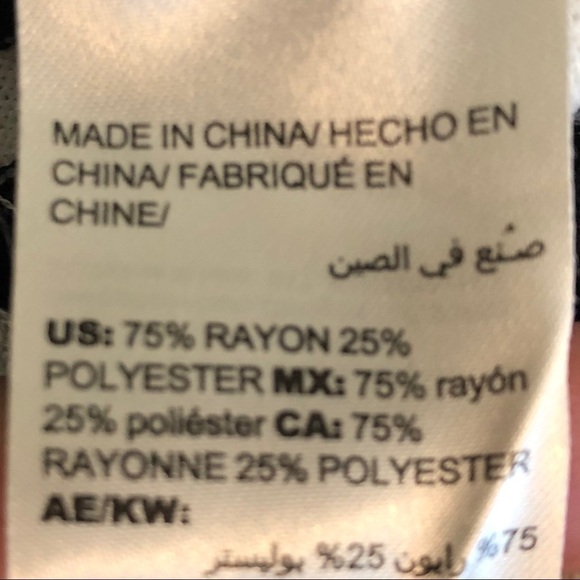 MADE IN CHINA/ HECHO EN
CHINA/ FABRIQUÉ EN
CHINE/
صُنع في الصين
US: 75% RAYON 25%
POLYESTER MX: 75% rayón
25% poliéster CA: 75%
RAYONNE 25% POLYESTER
AE/KW:
75% رايون 25% بوليستر